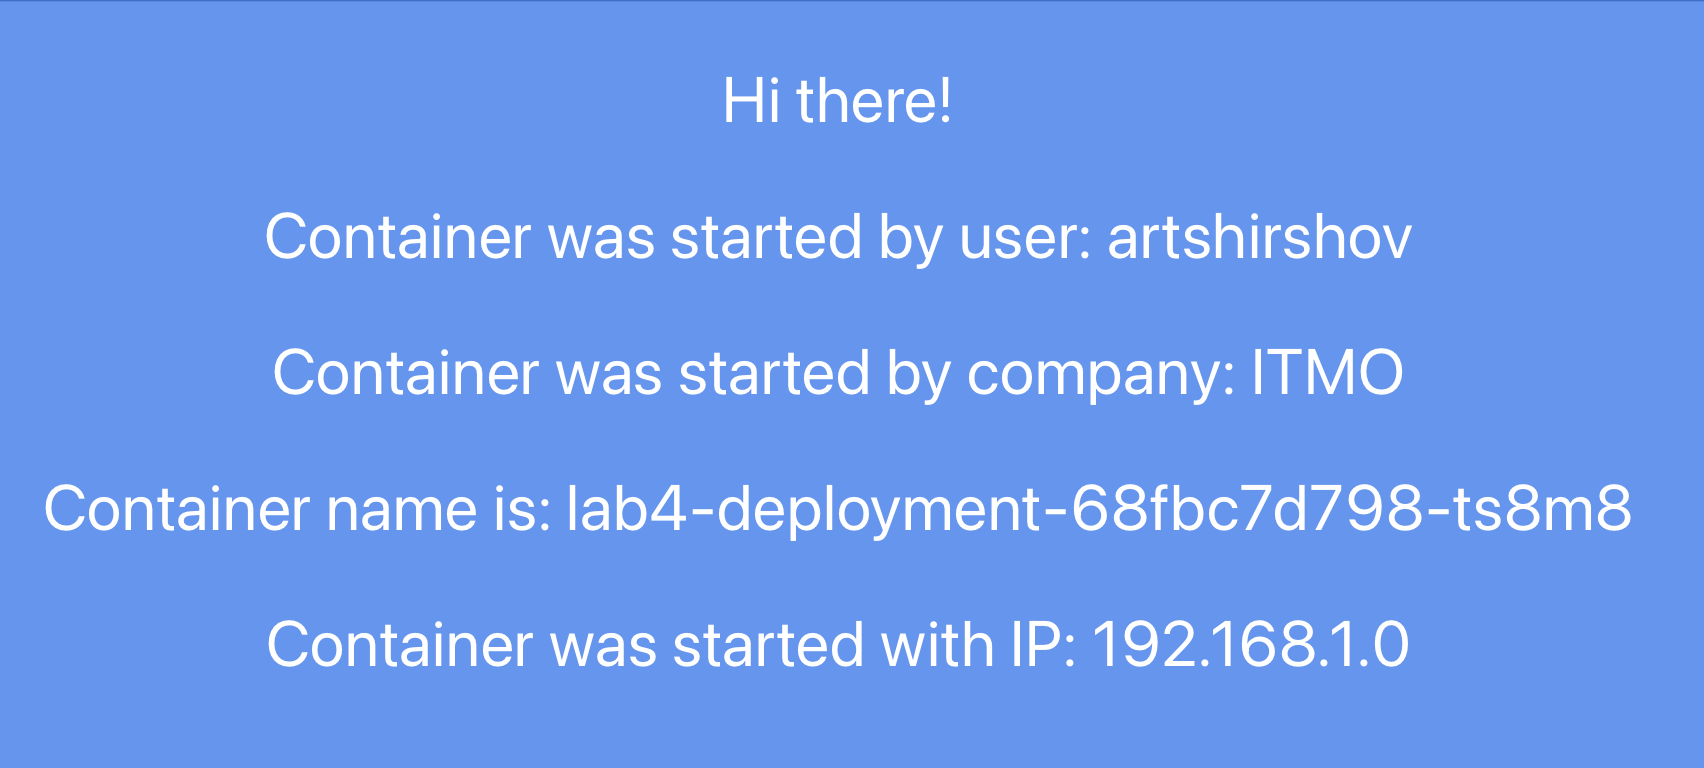 Hi there!
Container was started by user: artshirshov
Container was started by company: ITMO
Container name is: lab4-deployment-68fbc7d798-ts8m8
Container was started with IP: 192.168.1.0